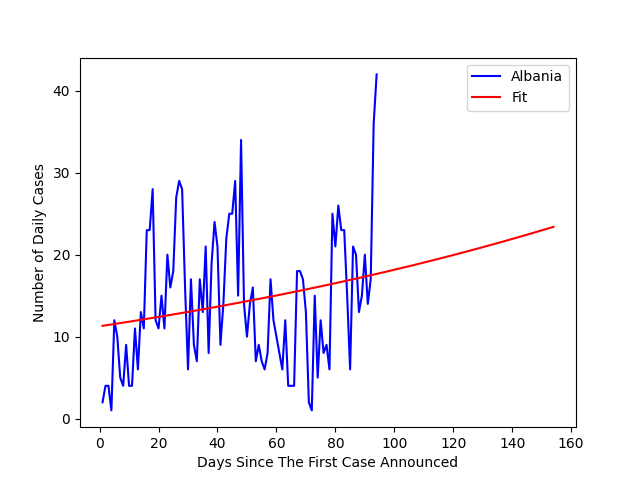 Albania
Fit
40
30
20
10
0
Number of Daily Cases
0 20 40 60 80 100 120 140 160
Days Since The First Case Announced